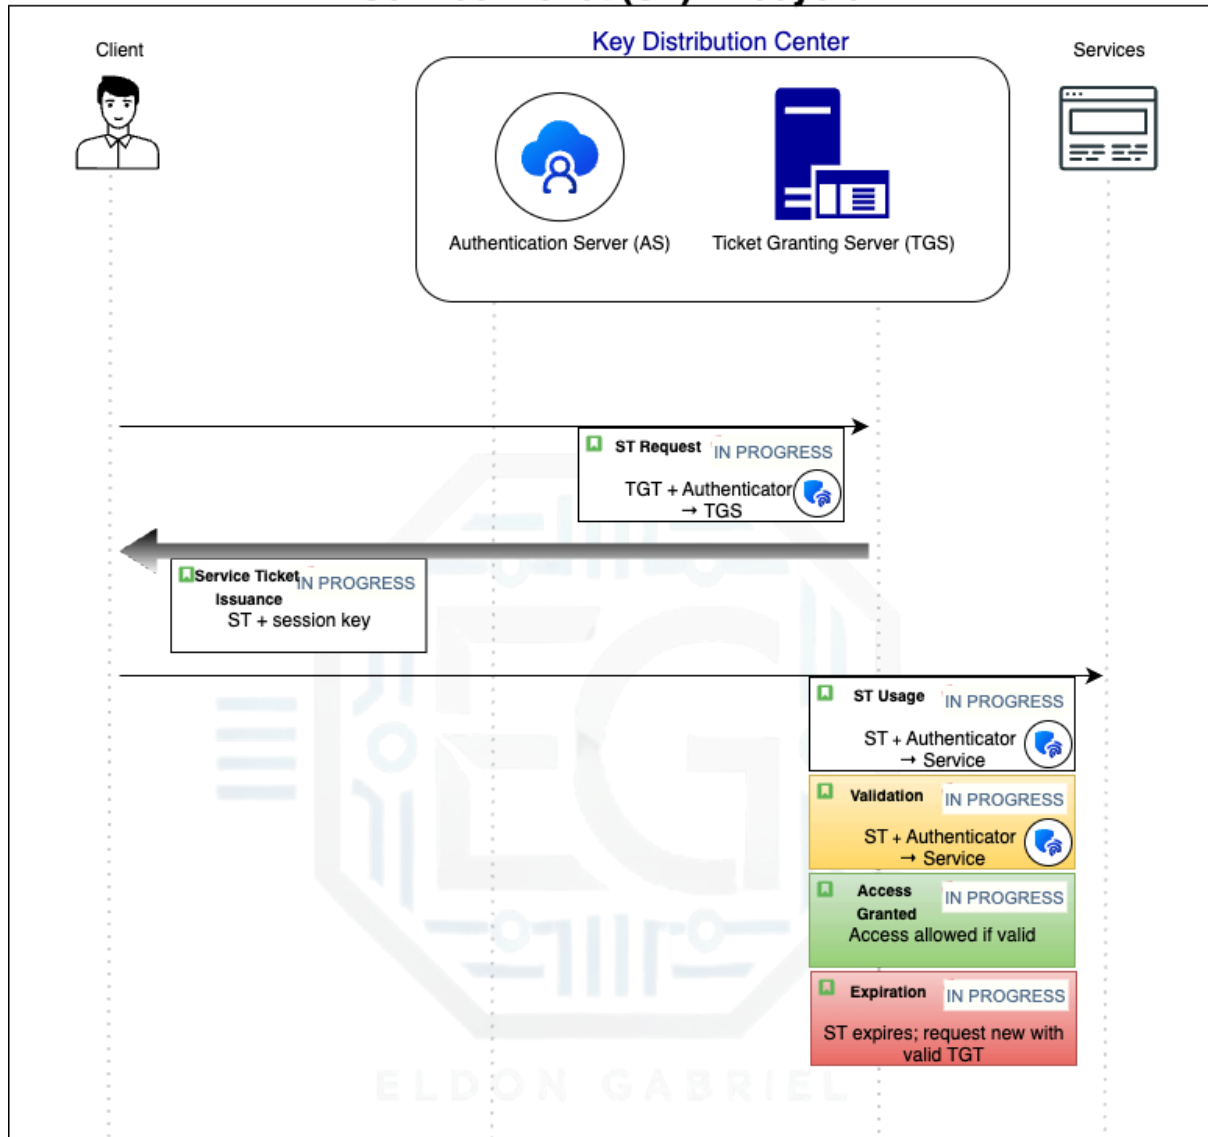 Client
Key Distribution Center
Services
Authentication Server (AS)
Ticket Granting Server (TGS)
ST Request IN PROGRESS
TGT + Authenticator
→ TGS
Service Ticket IN PROGRESS
Issuance
ST + session key
ST Usage IN PROGRESS
ST + Authenticator
→ Service
Validation IN PROGRESS
ST + Authenticator
→ Service
Access IN PROGRESS
Granted
Access allowed if valid
Expiration IN PROGRESS
ST expires; request new with
valid TGT
EG
ELDON GABRIEL